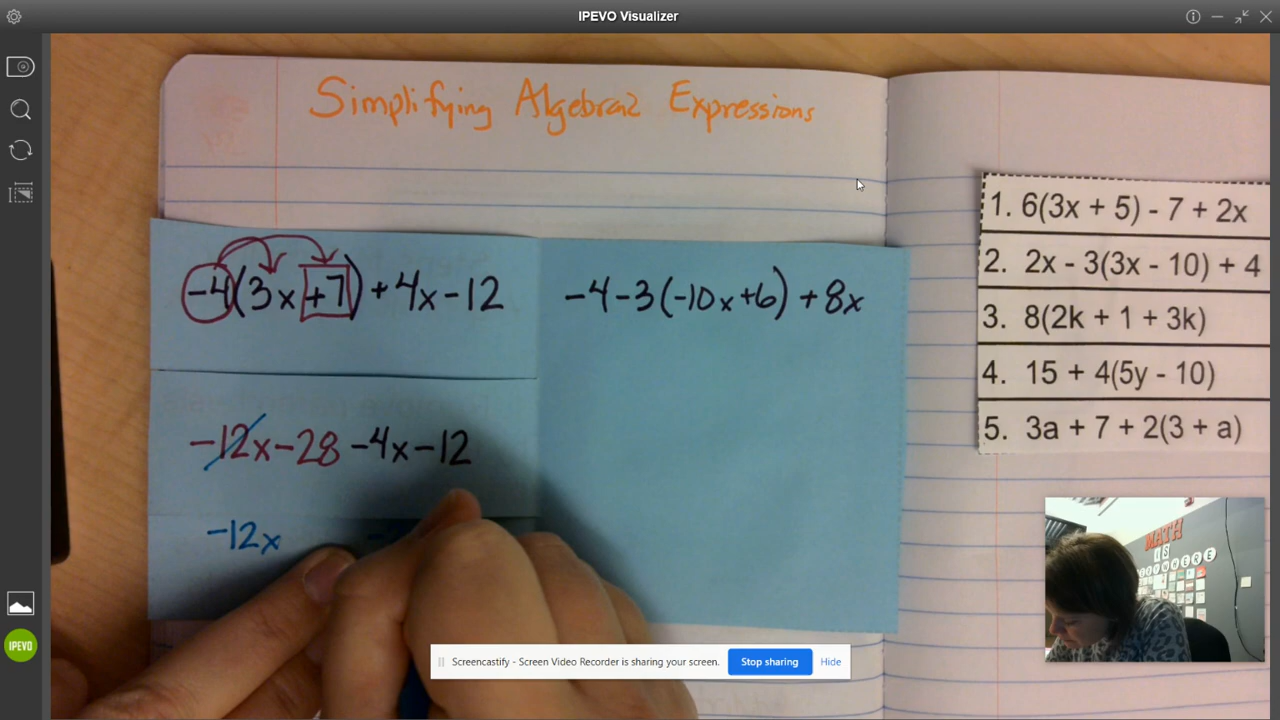 IPEVO Visualizer
Simplifying Algebraic Expressions
-4(3x+7)+4x-12
-4-3(-10x+6)+8x
-12x-28-4x-12
-12x
1. 6(3x + 5) - 7 + 2x
2. 2x - 3(3x - 10) + 4
3. 8(2k + 1 + 3k)
4. 15 + 4(5y - 10)
5. 3a + 7 + 2(3 + a)
MATH
IS
IPEVO
Screencastify - Screen Video Recorder is sharing your screen.
Stop sharing
Hide